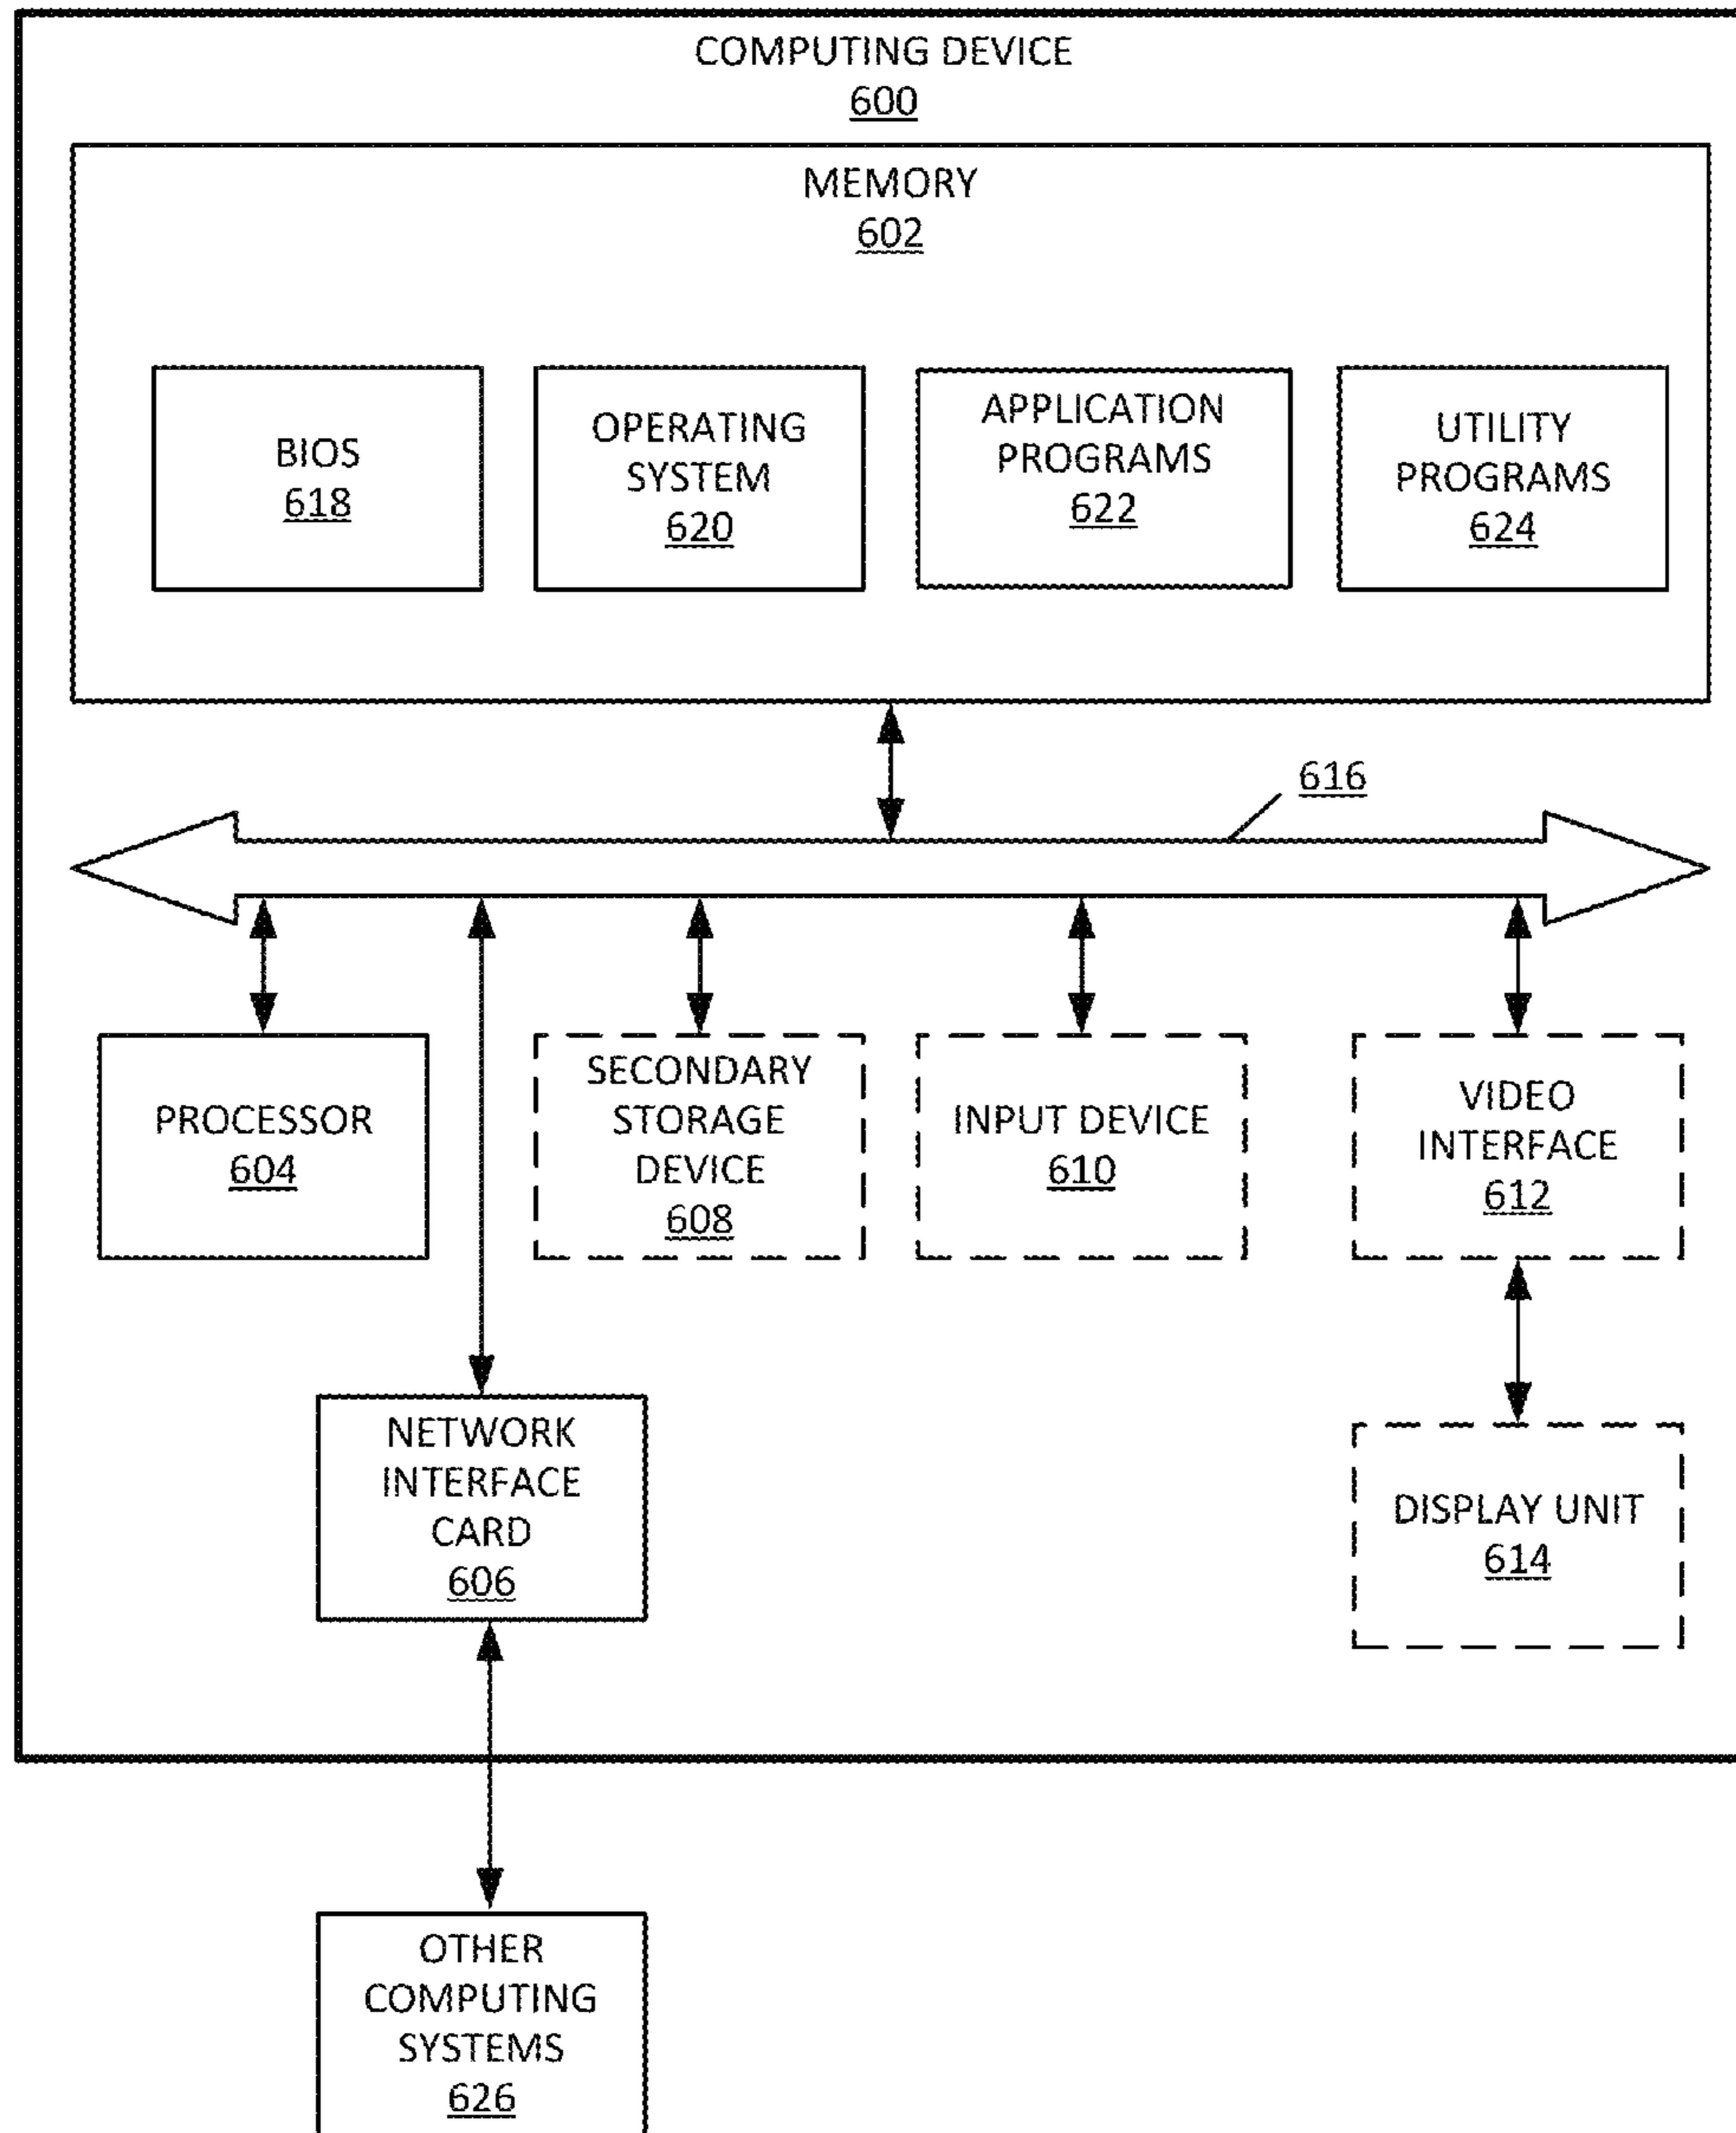 COMPUTING DEVICE
600
MEMORY
602
BIOS
618
OPERATING
SYSTEM
620
APPLICATION
PROGRAMS
622
UTILITY
PROGRAMS
624
616
PROCESSOR
604
SECONDARY
STORAGE
DEVICE
608
INPUT DEVICE
610
VIDEO
INTERFACE
612
NETWORK
INTERFACE
CARD
606
DISPLAY UNIT
614
OTHER
COMPUTING
SYSTEMS
626